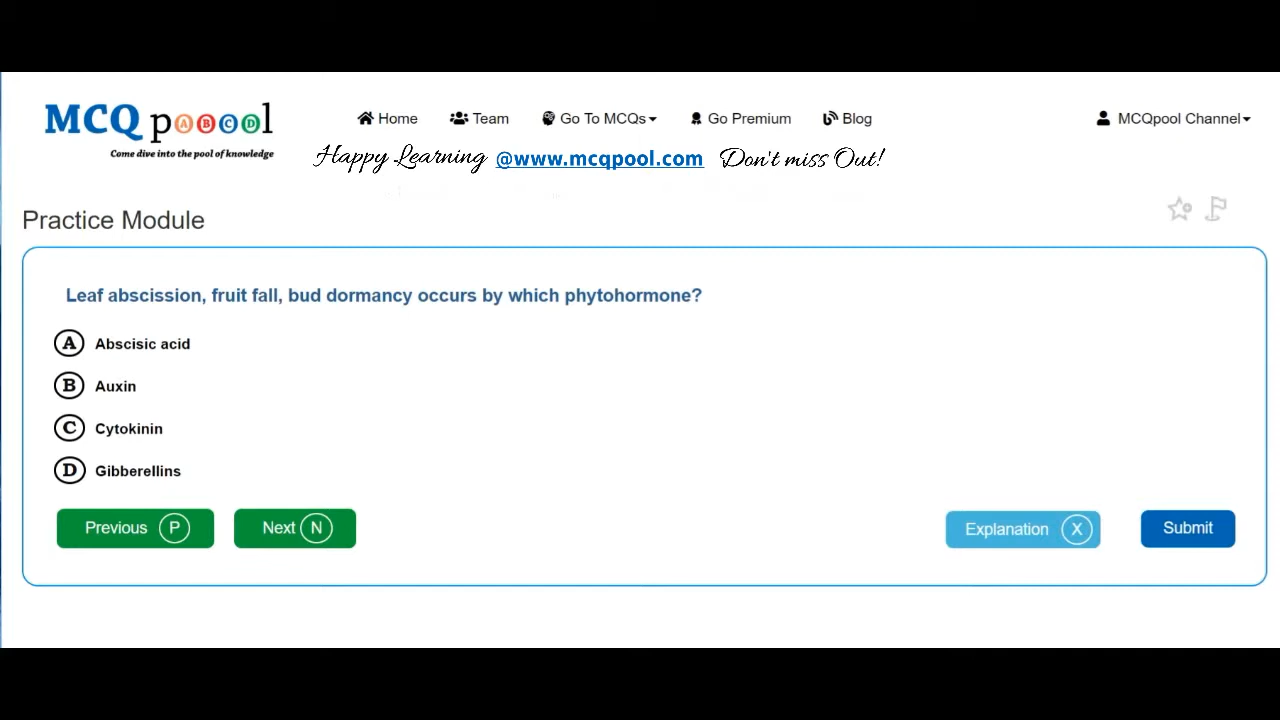 MCQ pooool
Come dive into the pool of knowledge
Home Team Go To MCQs Go Premium Blog MCQpool Channel
Happy Learning @www.mcqpool.com Don't miss Out!
Practice Module
Leaf abscission, fruit fall, bud dormancy occurs by which phytohormone?
A Abscisic acid
B Auxin
C Cytokinin
D Gibberellins
Previous P Next N Explanation X Submit